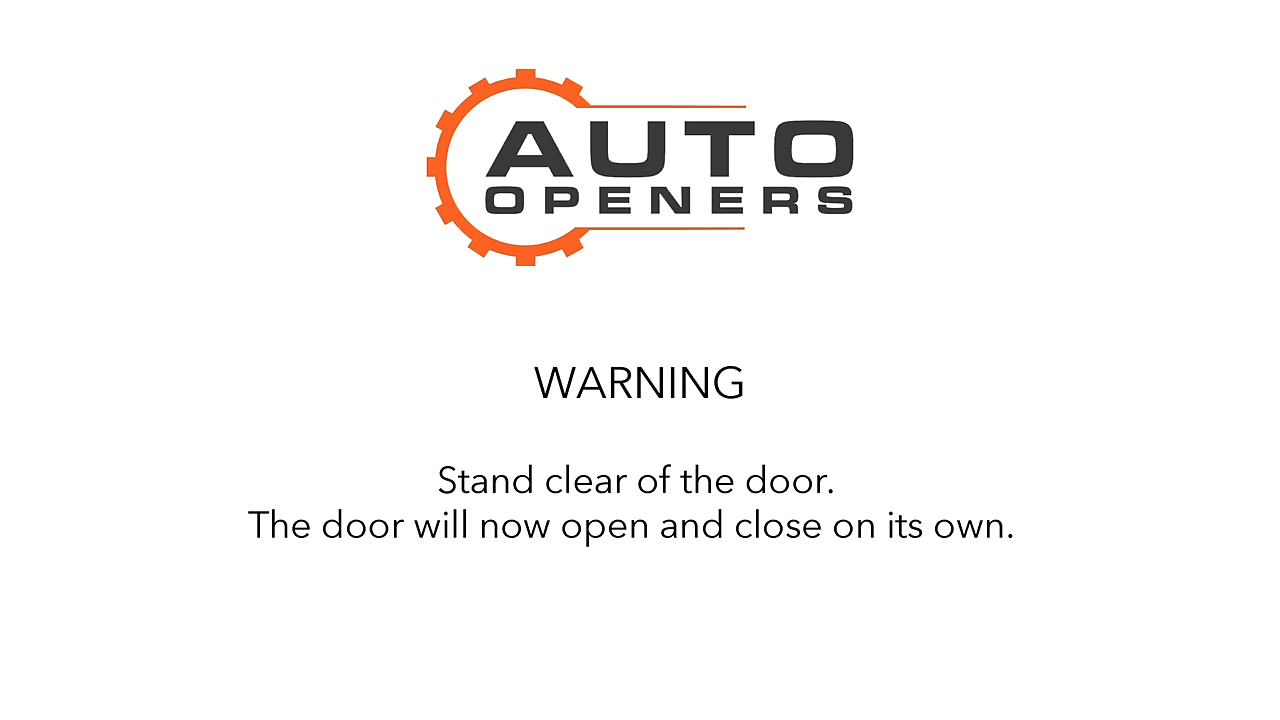 AUTO
OPENERS
WARNING
Stand clear of the door.
The door will now open and close on its own.